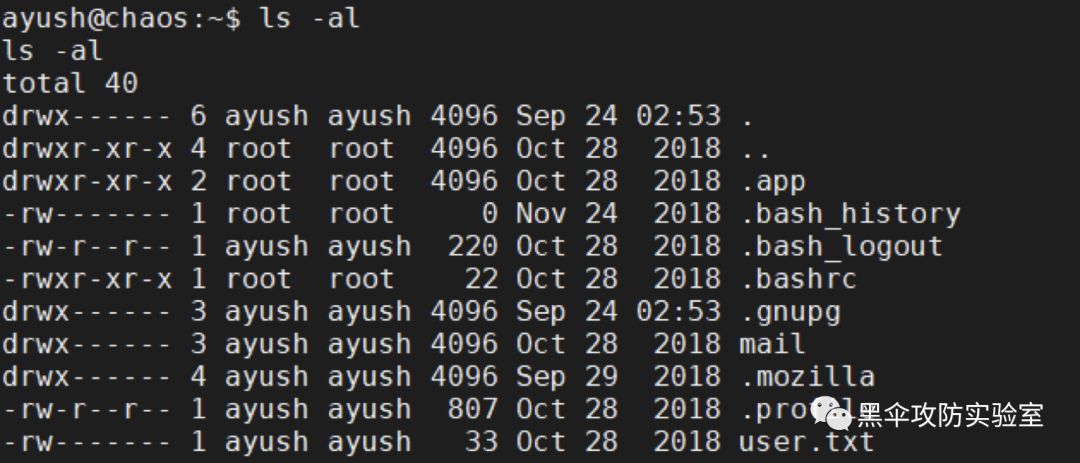 ayush@chaos:~$ ls -al
ls -al
total 40
drwx------ 6 ayush ayush 4096 Sep 24 02:53 .
drwxr-xr-x 4 root  root  4096 Oct 28  2018 ..
drwxr-xr-x 2 root  root  4096 Oct 28  2018 .app
-rw------- 1 root  root     0 Nov 24  2018 .bash_history
-rw-r--r-- 1 ayush ayush  220 Oct 28  2018 .bash_logout
-rwxr-xr-x 1 root  root    22 Oct 28  2018 .bashrc
drwx------ 3 ayush ayush 4096 Sep 24 02:53 .gnupg
drwx------ 3 ayush ayush 4096 Oct 28  2018 mail
drwx------ 4 ayush ayush 4096 Sep 29  2018 .mozilla
-rw-r--r-- 1 ayush ayush  807 Oct 28  2018
黑伞攻防实验室
-rw------- 1 ayush ayush   33 Oct 28  2018 user.txt